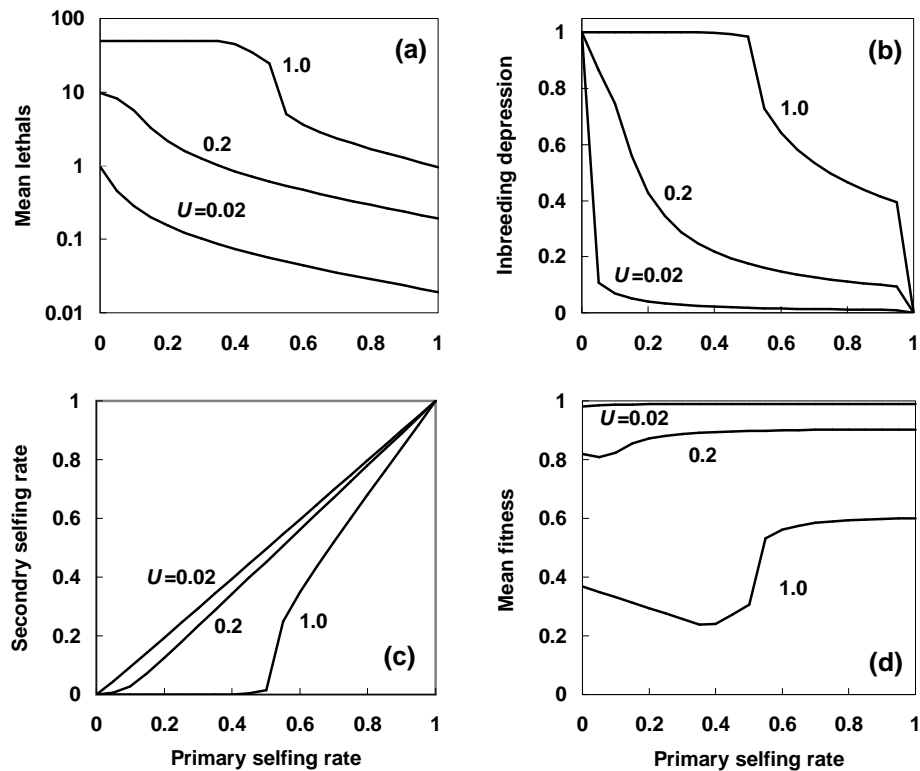 (a)
Mean lethals
100
10
1
0.1
0.01
1.0
0.2
U=0.02
0 0.2 0.4 0.6 0.8 1
(b)
Inbreeding depression
1
0.8
0.6
0.4
0.2
0
1.0
0.2
U=0.02
0 0.2 0.4 0.6 0.8 1
(c)
Secondry selfing rate
1
0.8
0.6
0.4
0.2
0
U=0.02
0.2
1.0
0 0.2 0.4 0.6 0.8 1
Primary selfing rate
(d)
Mean fitness
1
0.8
0.6
0.4
0.2
0
U=0.02
0.2
1.0
0 0.2 0.4 0.6 0.8 1
Primary selfing rate